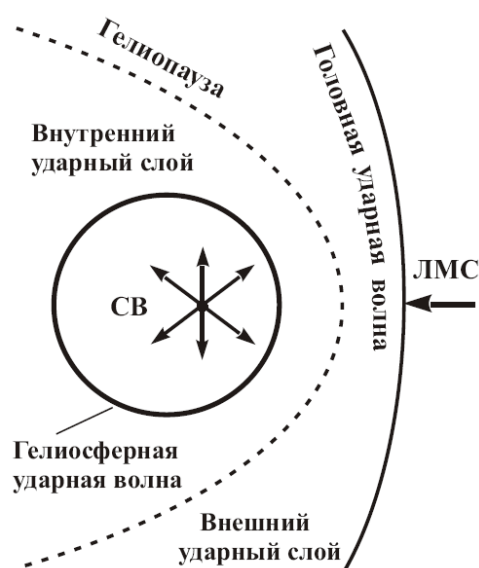 Гелиопауза
Головная ударная волна
Внутренний
ударный слой
ЛМС
СВ
Гелиосферная
ударная волна
Внешний
ударный слой